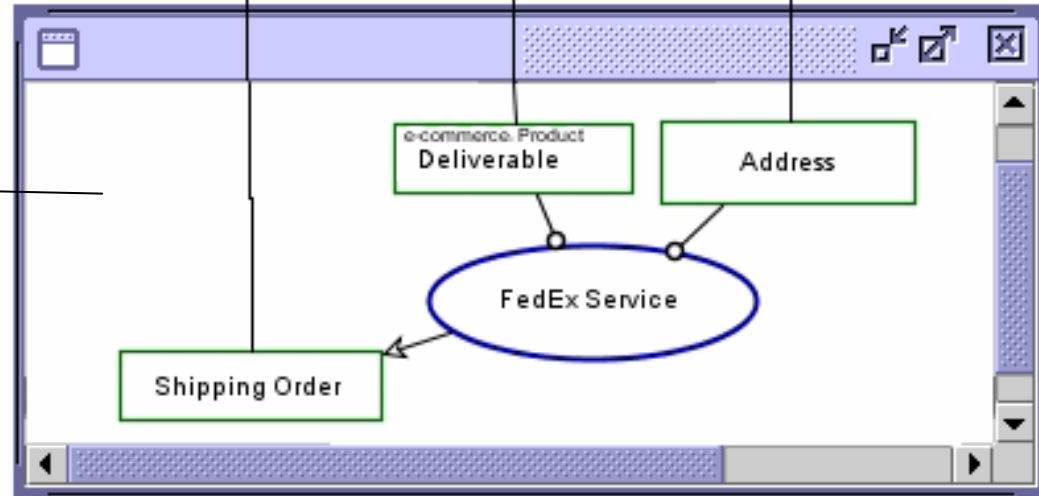 e-commerce. Product
Deliverable
Address
FedEx Service
Shipping Order